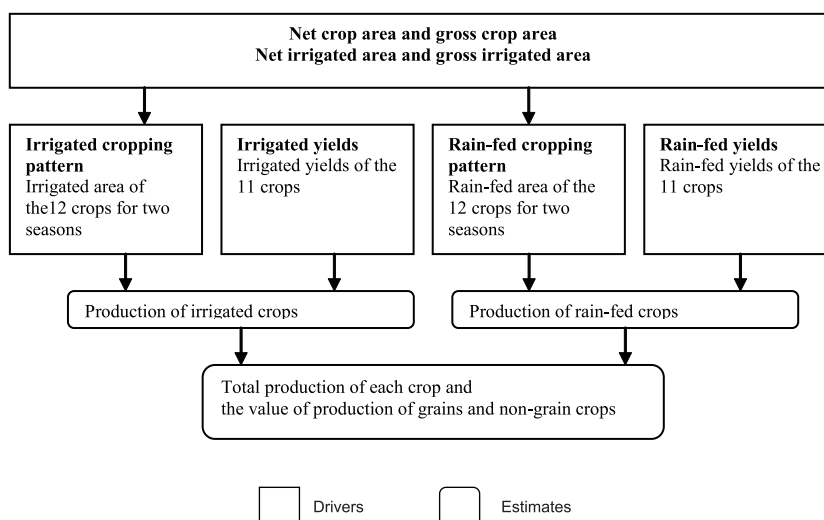 Net crop area and gross crop area
Net irrigated area and gross irrigated area
Irrigated cropping
pattern
Irrigated area of
the12 crops for two
seasons
Irrigated yields
Irrigated yields of the
11 crops
Rain-fed cropping
pattern
Rain-fed area of the
12 crops for two
seasons
Rain-fed yields
Rain-fed yields of the
11 crops
Production of irrigated crops
Production of rain-fed crops
Total production of each crop and
the value of production of grains and non-grain crops
Drivers
Estimates